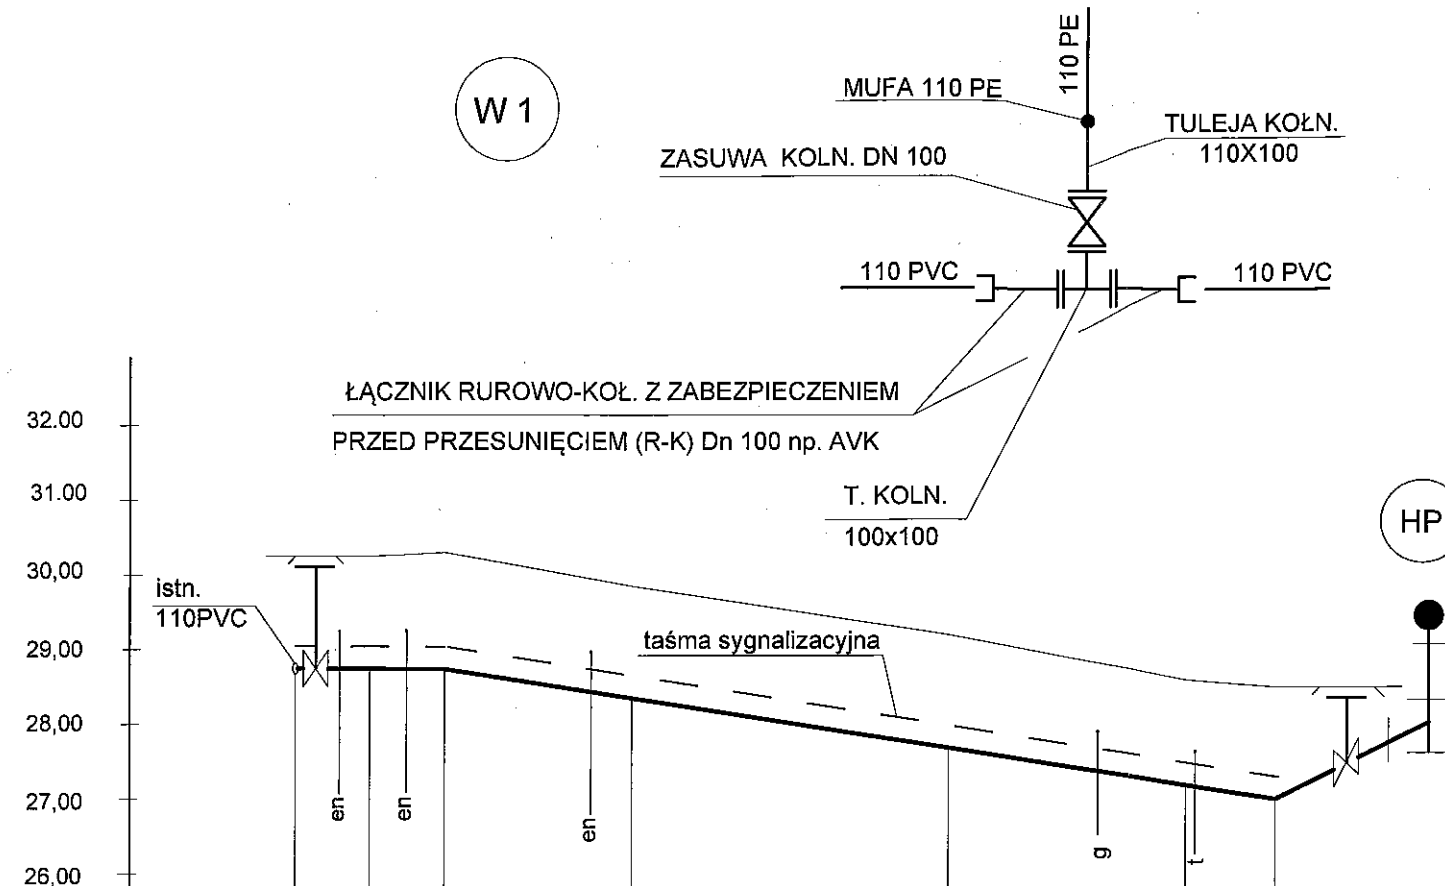 110 PE
W 1
MUFA 110 PE
TULEJA KOŁN.
110X100
ZASUWA KOLN. DN 100
110 PVC
110 PVC
ŁĄCZNIK RUROWO-KOŁ. Z ZABEZPIECZENIEM
PRZED PRZESUNIĘCIEM (R-K) Dn 100 np. AVK
T. KOLN.
100x100
HP
32.00
31.00
30,00
29,00
28,00
27,00
26,00
istn.
110PVC
taśma sygnalizacyjna
en
en
en
g
t